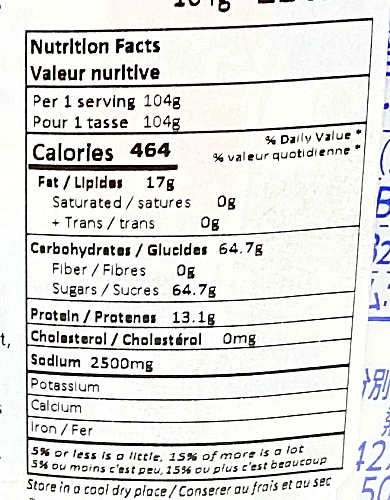 104g
Nutrition Facts
Valeur nuritive
Per 1 serving 104g
Pour 1 tasse 104g
% Daily Value *
Calories 464
% valeur quotidienne *
Fat / Lipides 17g
Saturated / satures 0g
+ Trans / trans 0g
Carbohydrates / Glucides 64.7g
Fiber / Fibres 0g
Sugars / Sucres 64.7g
Protein / Protenes 13.1g
Cholesterol / Cholestérol 0mg
Sodium 2500mg
Potassium
Calcium
Iron / Fer
5% or less is a little, 15% of more is a lot
5% ou moins c'est peu, 15% ou plus c'est beaucoup
Store in a cool dry place / Conserer au frais et au sec